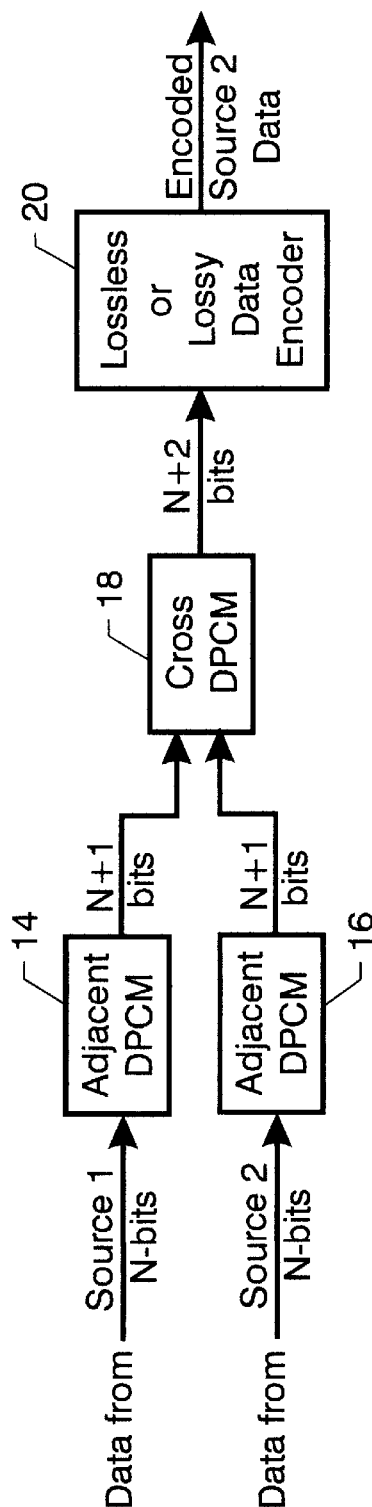 Data from
Source 1
N-bits
14
Adjacent
DPCM
N+1
bits
Data from
Source 2
N-bits
16
Adjacent
DPCM
N+1
bits
18
Cross
DPCM
N+2
bits
20
Lossless
or
Lossy
Data
Encoder
Encoded
Source 2
Data